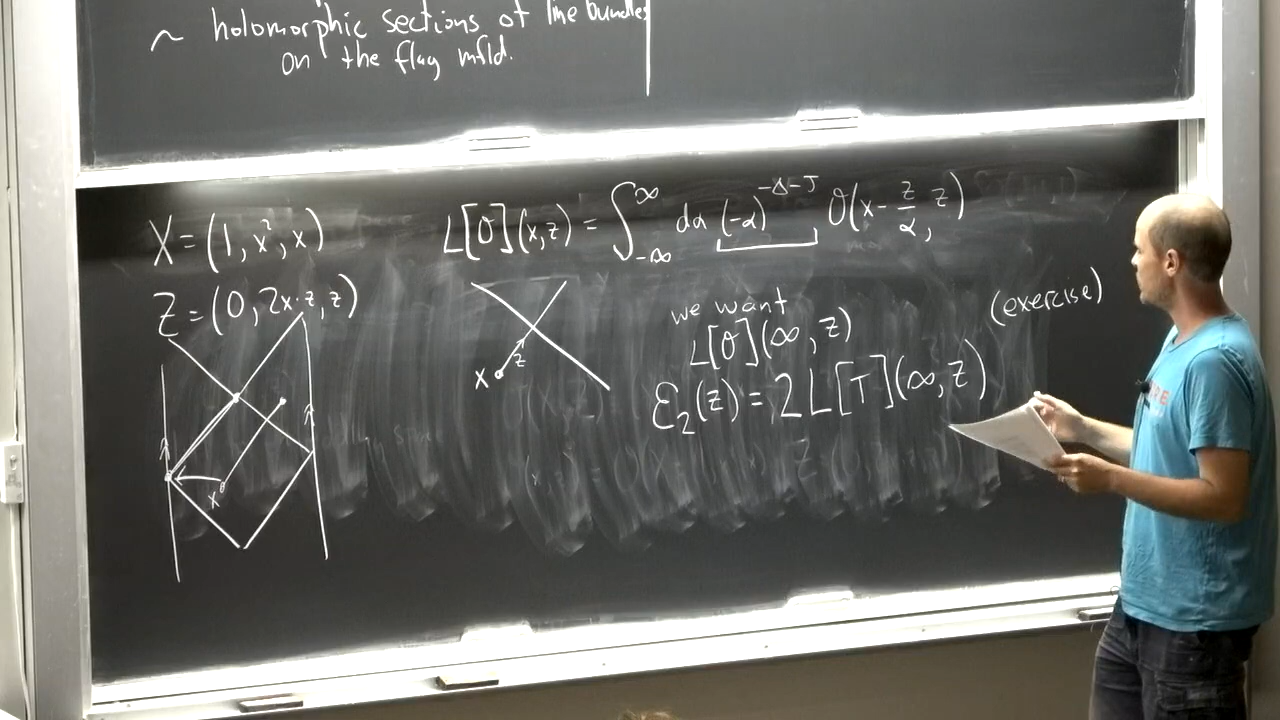 ~ holomorphic sections of line bundles
on the flag mfld.
X = (1, x², x)
L[O](x,z) = ∫_{-∞}^{∞} dα (-α)^{-Δ-J} O(x - z/α, z)
Z = (0, 2x·z, z)
we want
(exercise)
L[O](∞, z)
x z
ℰ₂(z) = 2 L[T](∞, z)
x